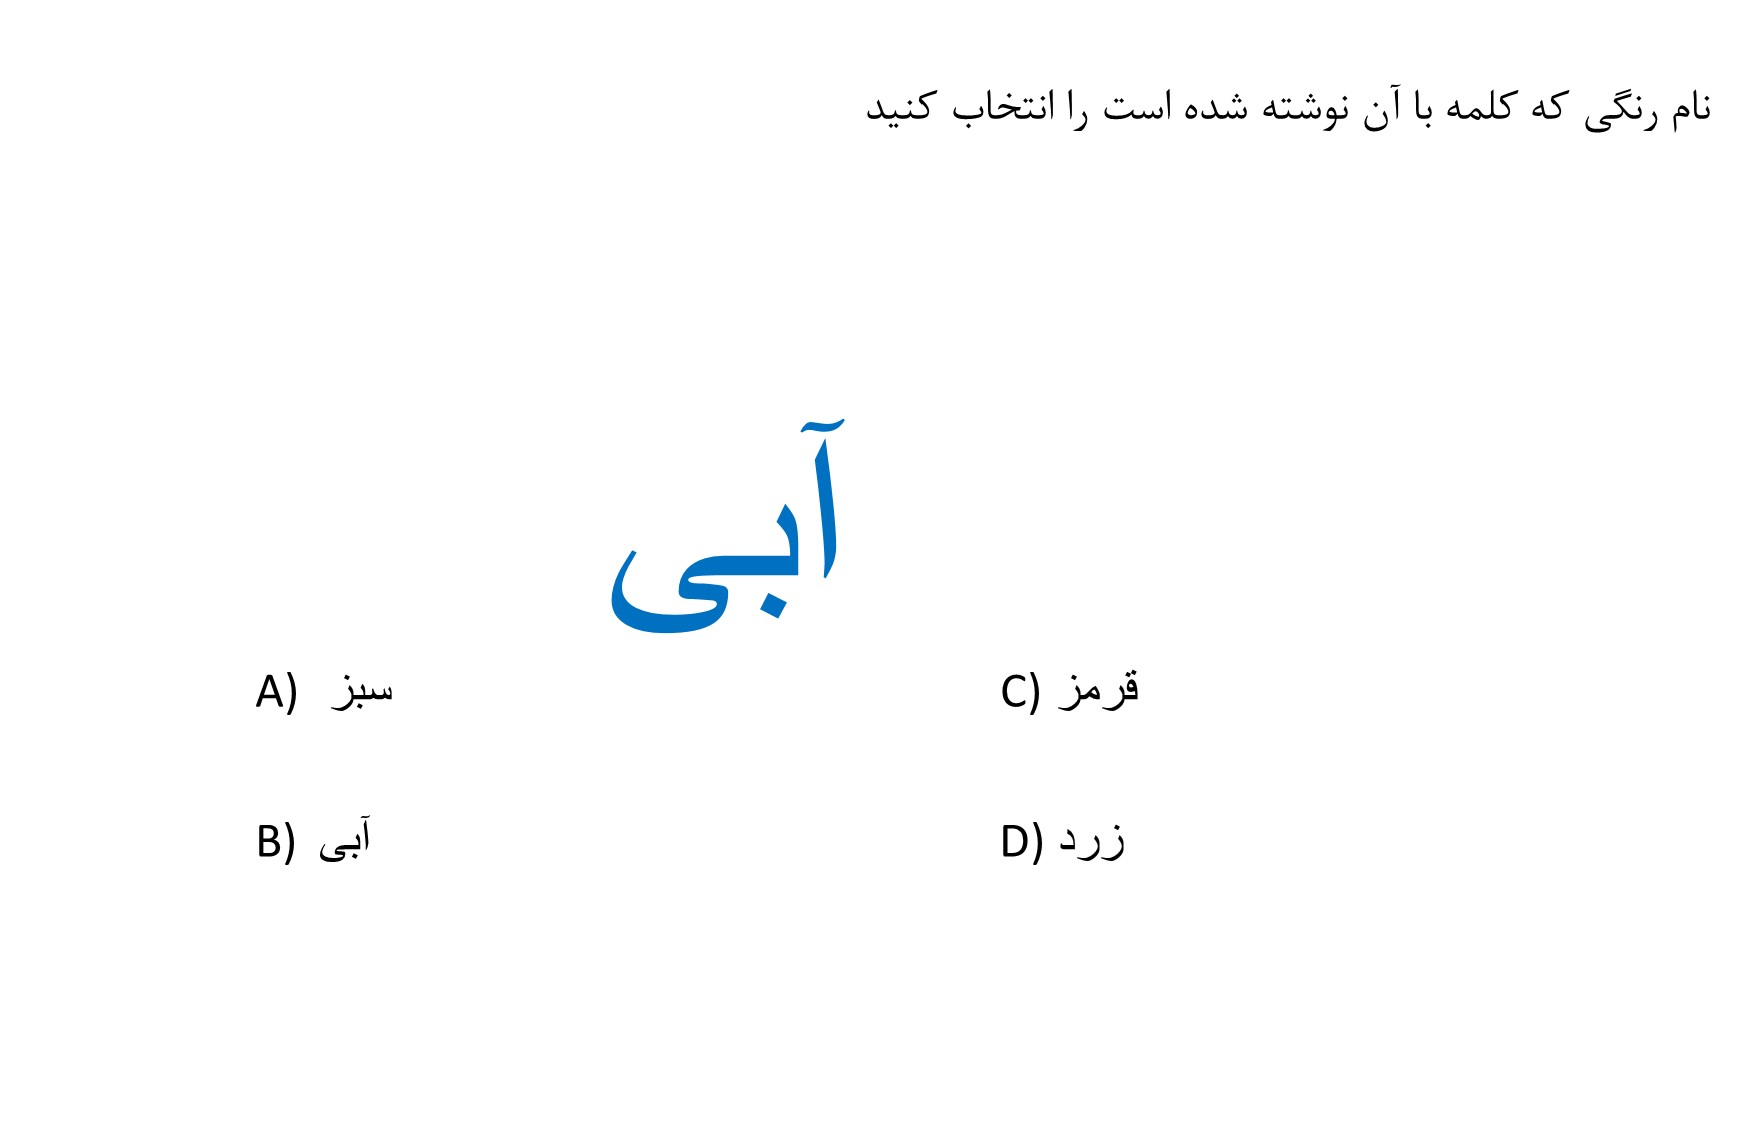 نام رنگی که کلمه با آن نوشته شده است را انتخاب کنید
آبی
A) سبز
C) قرمز
B) آبی
D) زرد